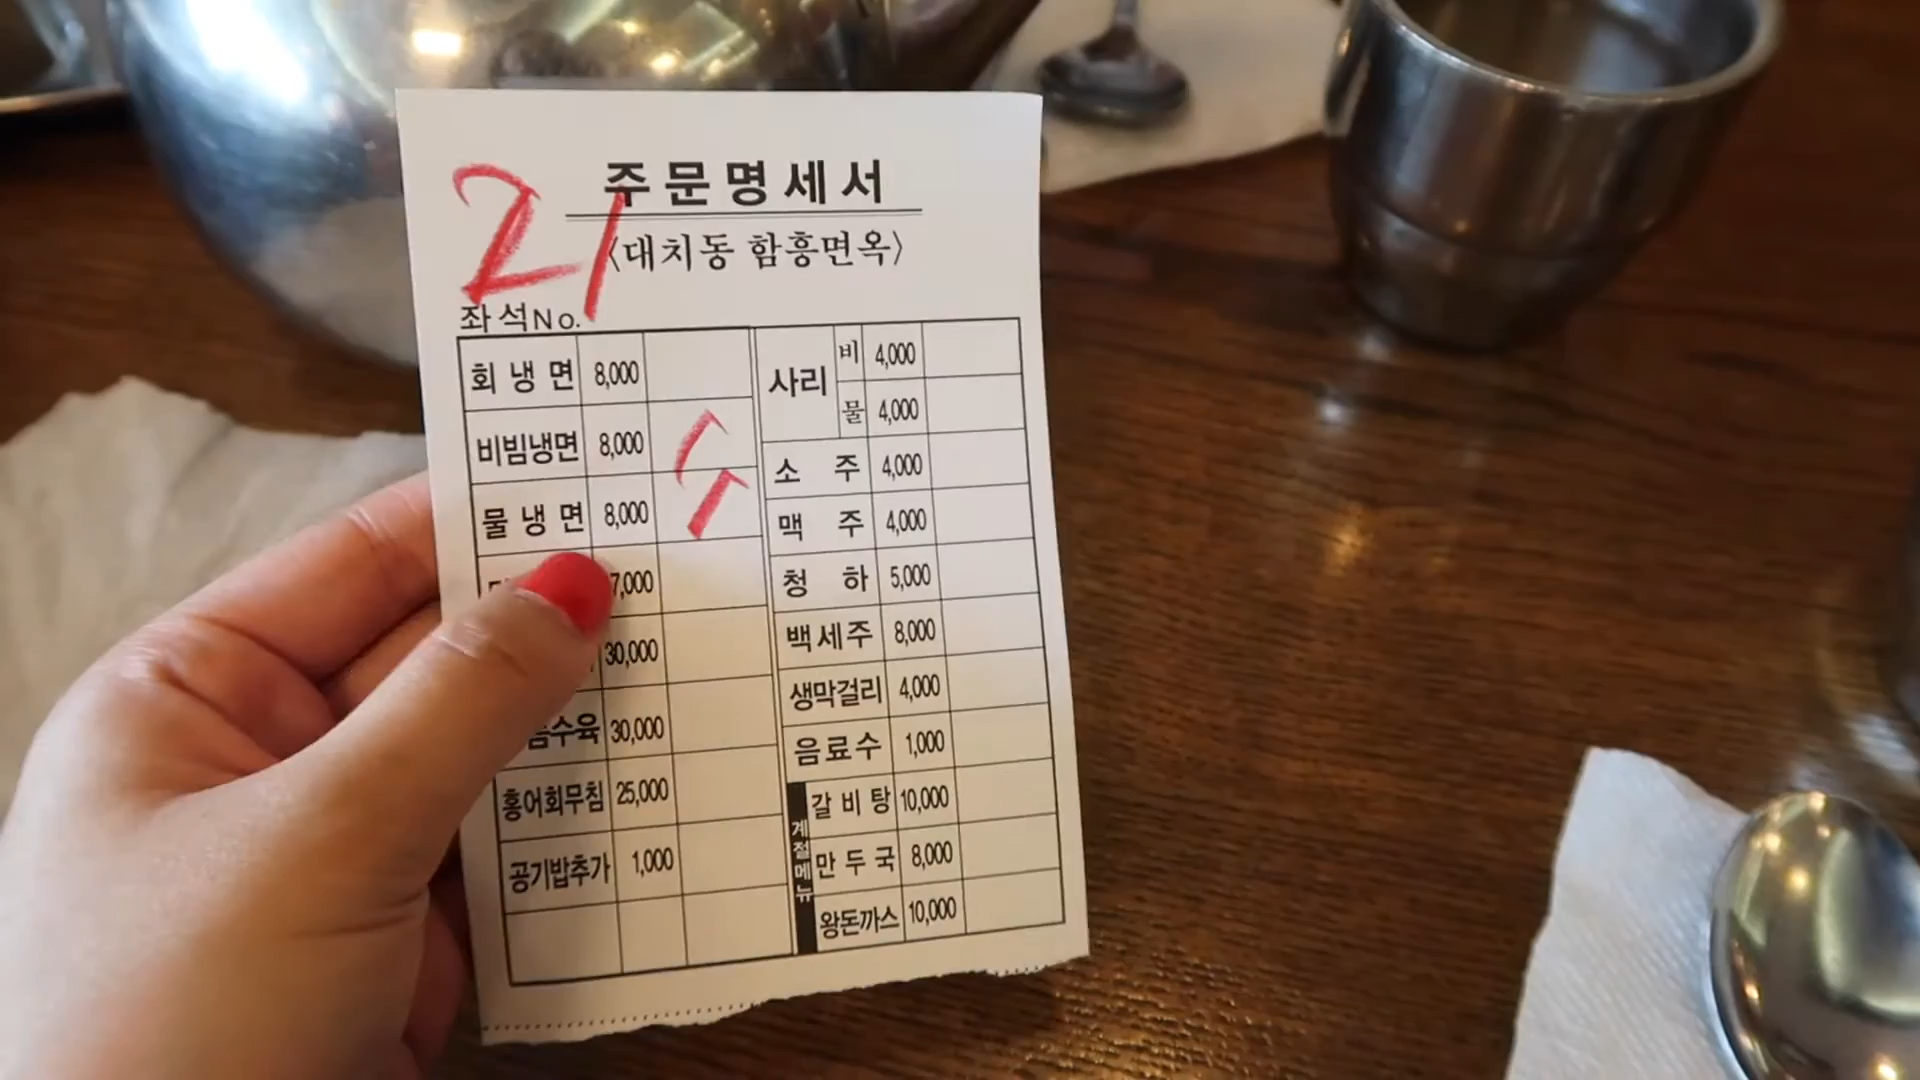 주문명세서
21
〈대치동 함흥면옥〉
좌석No.
회냉면 8,000
비빔냉면 8,000
물냉면 8,000
7,000
30,000
수육 30,000
홍어회무침 25,000
공기밥추가 1,000
사리 비 4,000
물 4,000
소주 4,000
맥주 4,000
청하 5,000
백세주 8,000
생막걸리 4,000
음료수 1,000
계절메뉴
갈비탕 10,000
만두국 8,000
왕돈까스 10,000